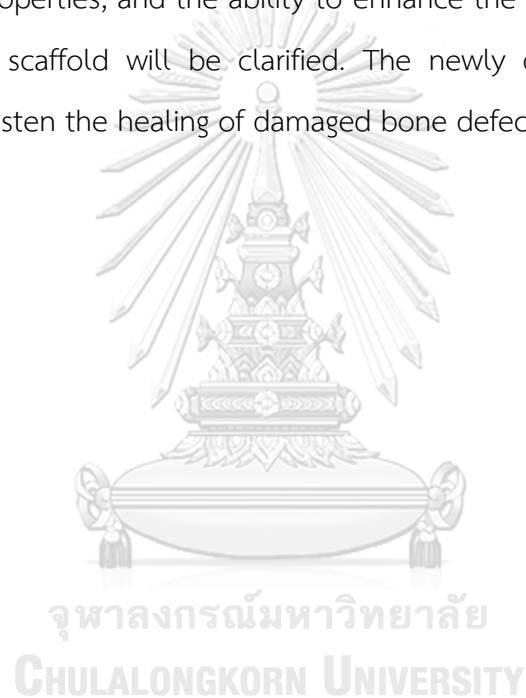 operties, and the ability to enhance the
scaffold will be clarified. The newly
sten the healing of damaged bone defec
จุฬาลงกรณ์มหาวิทยาลัย
CHULALONGKORN UNIVERSITY